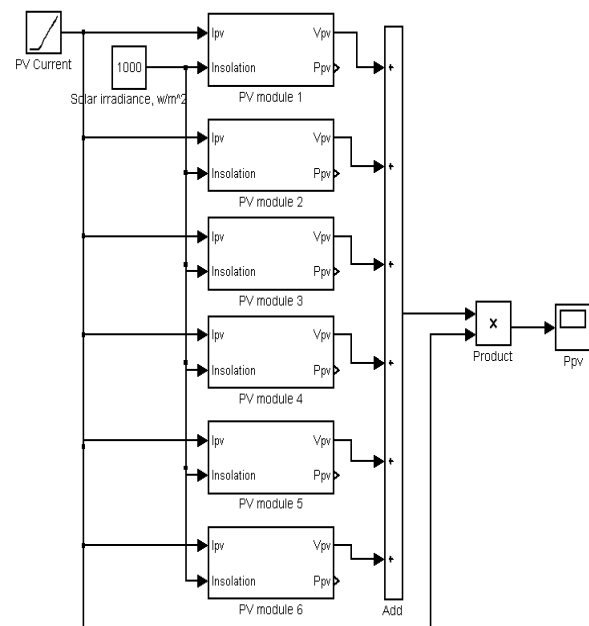 PV Current
1000
Solar irradiance, w/m^2
Ipv
Insolation
Vpv
Ppv
PV module 1
Ipv
Insolation
Vpv
Ppv
PV module 2
Ipv
Insolation
Vpv
Ppv
PV module 3
Ipv
Insolation
Vpv
Ppv
PV module 4
Ipv
Insolation
Vpv
Ppv
PV module 5
Ipv
Insolation
Vpv
Ppv
PV module 6
+
+
+
+
+
+
Add
x
Product
Ppv